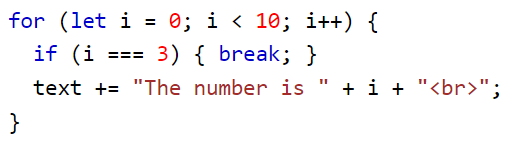 for (let i = 0; i < 10; i++) {
  if (i === 3) { break; }
  text += "The number is " + i + "<br>";
}